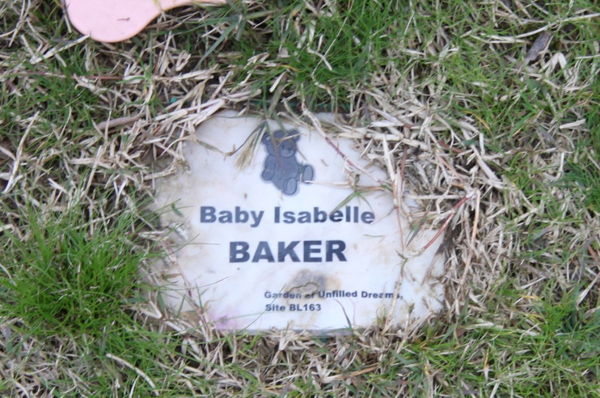 Baby Isabelle
BAKER
Garden of Unfilled Dreams,
Site BL163